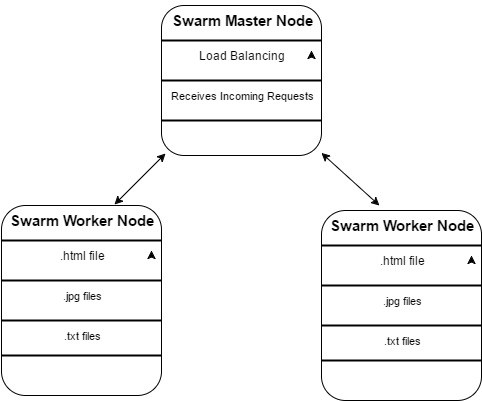 Swarm Master Node
Load Balancing
Receives Incoming Requests
Swarm Worker Node
.html file
.jpg files
.txt files
Swarm Worker Node
.html file
.jpg files
.txt files